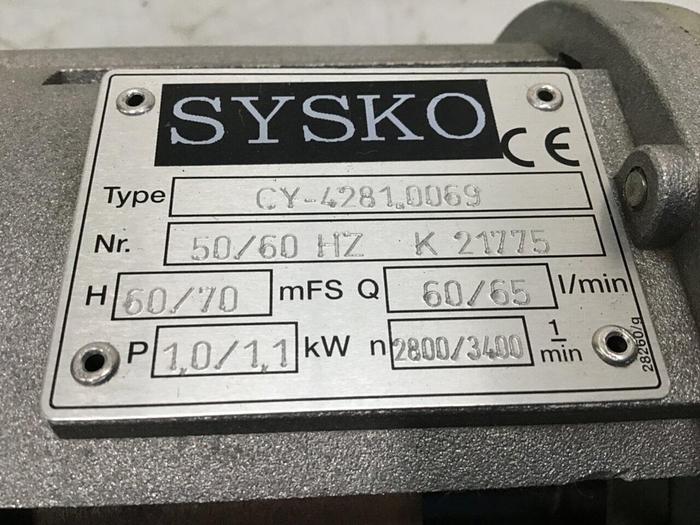 SYSKO CE
Type CY-4281.0069
Nr. 50/60 HZ K 21775
H 60/70 mFS Q 60/65 l/min
P 1,0/1,1 kW n 2800/3400 1/min
28260/g